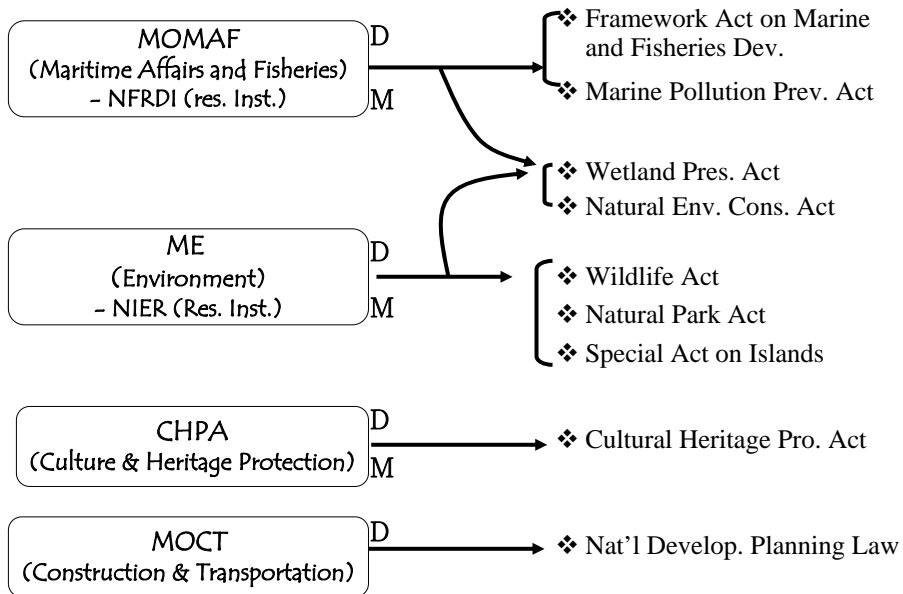 MOMAF
(Maritime Affairs and Fisheries)
- NFRDI (res. Inst.)
D
M
❖ Framework Act on Marine
and Fisheries Dev.
❖ Marine Pollution Prev. Act
❖ Wetland Pres. Act
❖ Natural Env. Cons. Act
ME
(Environment)
- NIER (Res. Inst.)
D
M
❖ Wildlife Act
❖ Natural Park Act
❖ Special Act on Islands
CHPA
(Culture & Heritage Protection)
D
M
❖ Cultural Heritage Pro. Act
MOCT
(Construction & Transportation)
D
❖ Nat’l Develop. Planning Law